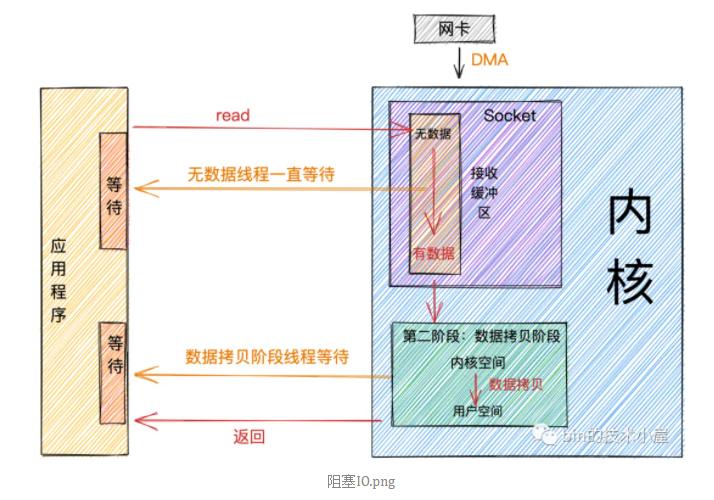 网卡
DMA
read
Socket
无数据
等待
无数据线程一直等待
接收
缓冲
区
有数据
内核
应用程序
第二阶段：数据拷贝阶段
等待
数据拷贝阶段线程等待
内核空间
数据拷贝
用户空间
返回
bin的技术小屋
阻塞IO.png